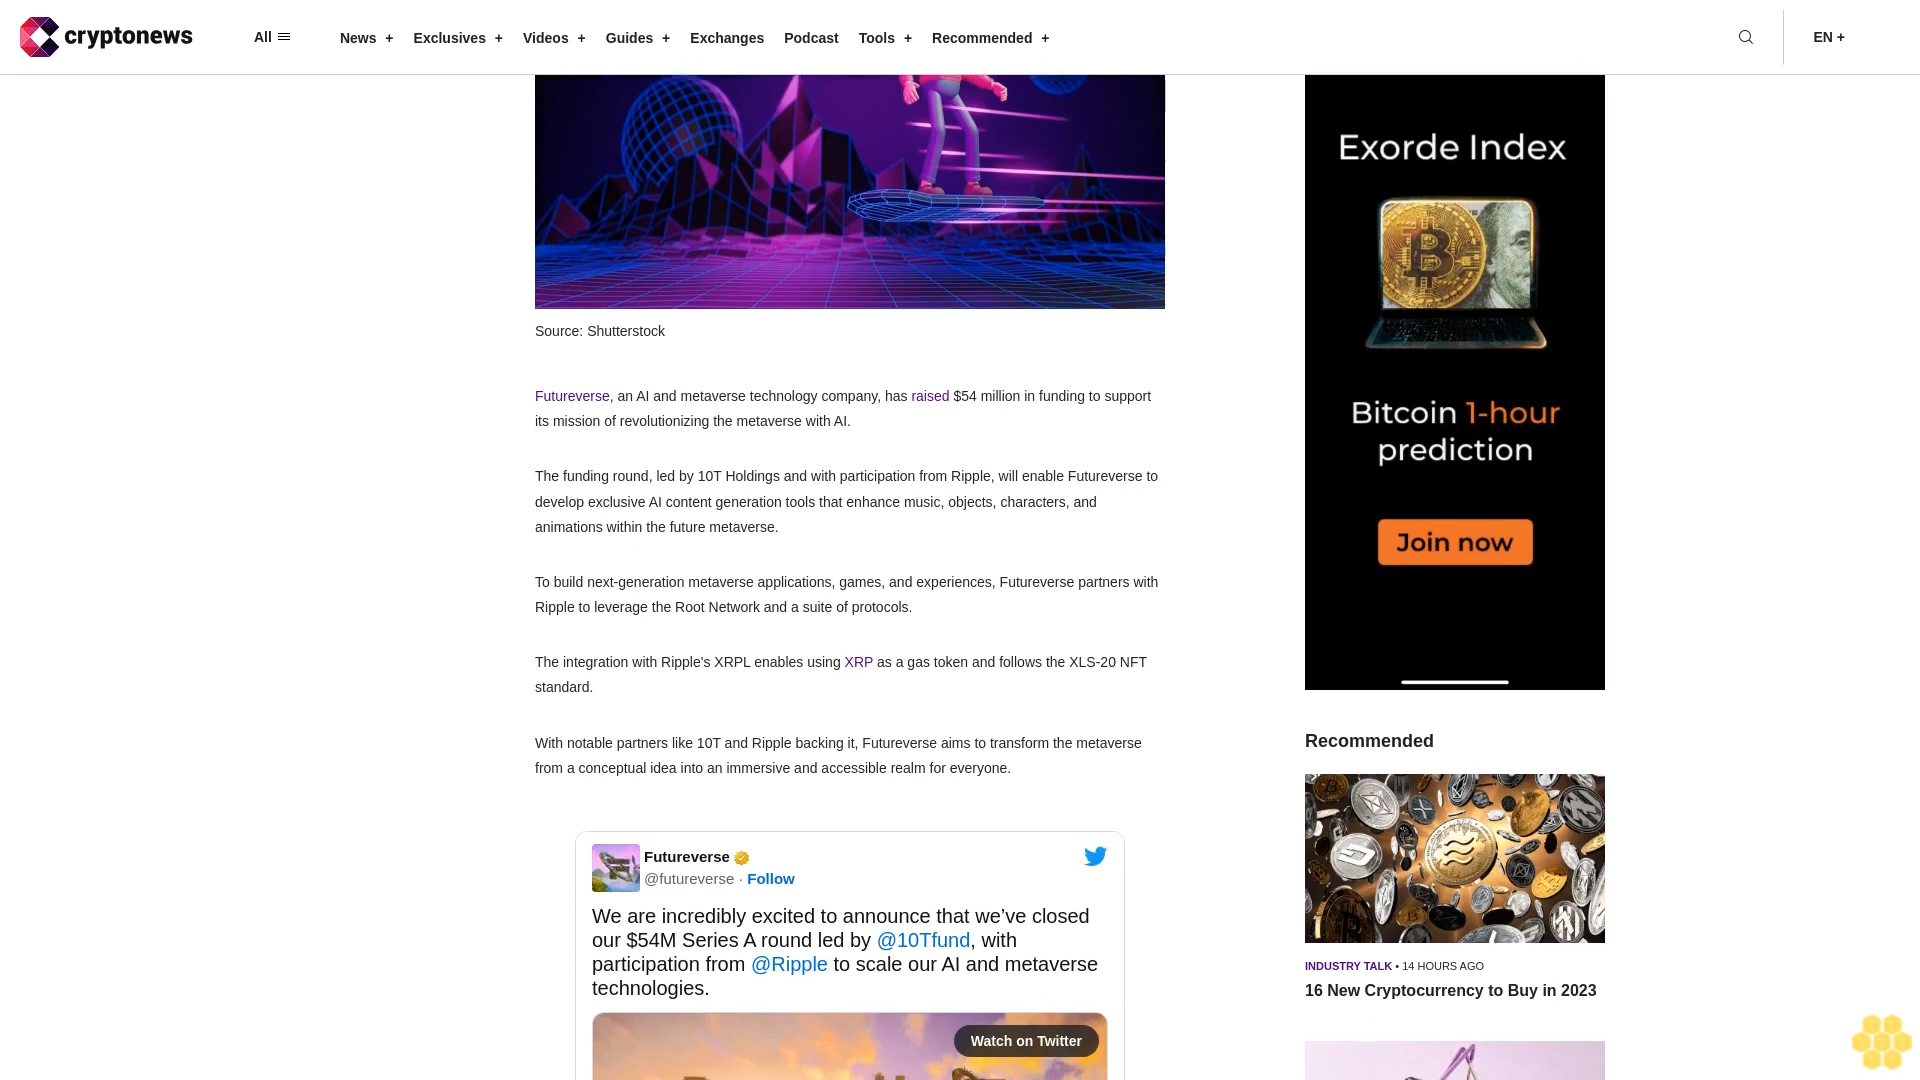 cryptonews
All
News +
Exclusives +
Videos +
Guides +
Exchanges
Podcast
Tools +
Recommended +
EN +
Source: Shutterstock
Futureverse, an AI and metaverse technology company, has raised $54 million in funding to support
its mission of revolutionizing the metaverse with AI.
The funding round, led by 10T Holdings and with participation from Ripple, will enable Futureverse to
develop exclusive AI content generation tools that enhance music, objects, characters, and
animations within the future metaverse.
To build next-generation metaverse applications, games, and experiences, Futureverse partners with
Ripple to leverage the Root Network and a suite of protocols.
The integration with Ripple's XRPL enables using XRP as a gas token and follows the XLS-20 NFT
standard.
With notable partners like 10T and Ripple backing it, Futureverse aims to transform the metaverse
from a conceptual idea into an immersive and accessible realm for everyone.
Futureverse
@futureverse · Follow
We are incredibly excited to announce that we’ve closed
our $54M Series A round led by @10Tfund, with
participation from @Ripple to scale our AI and metaverse
technologies.
Watch on Twitter
Exorde Index
Bitcoin 1-hour
prediction
Join now
Recommended
INDUSTRY TALK • 14 HOURS AGO
16 New Cryptocurrency to Buy in 2023